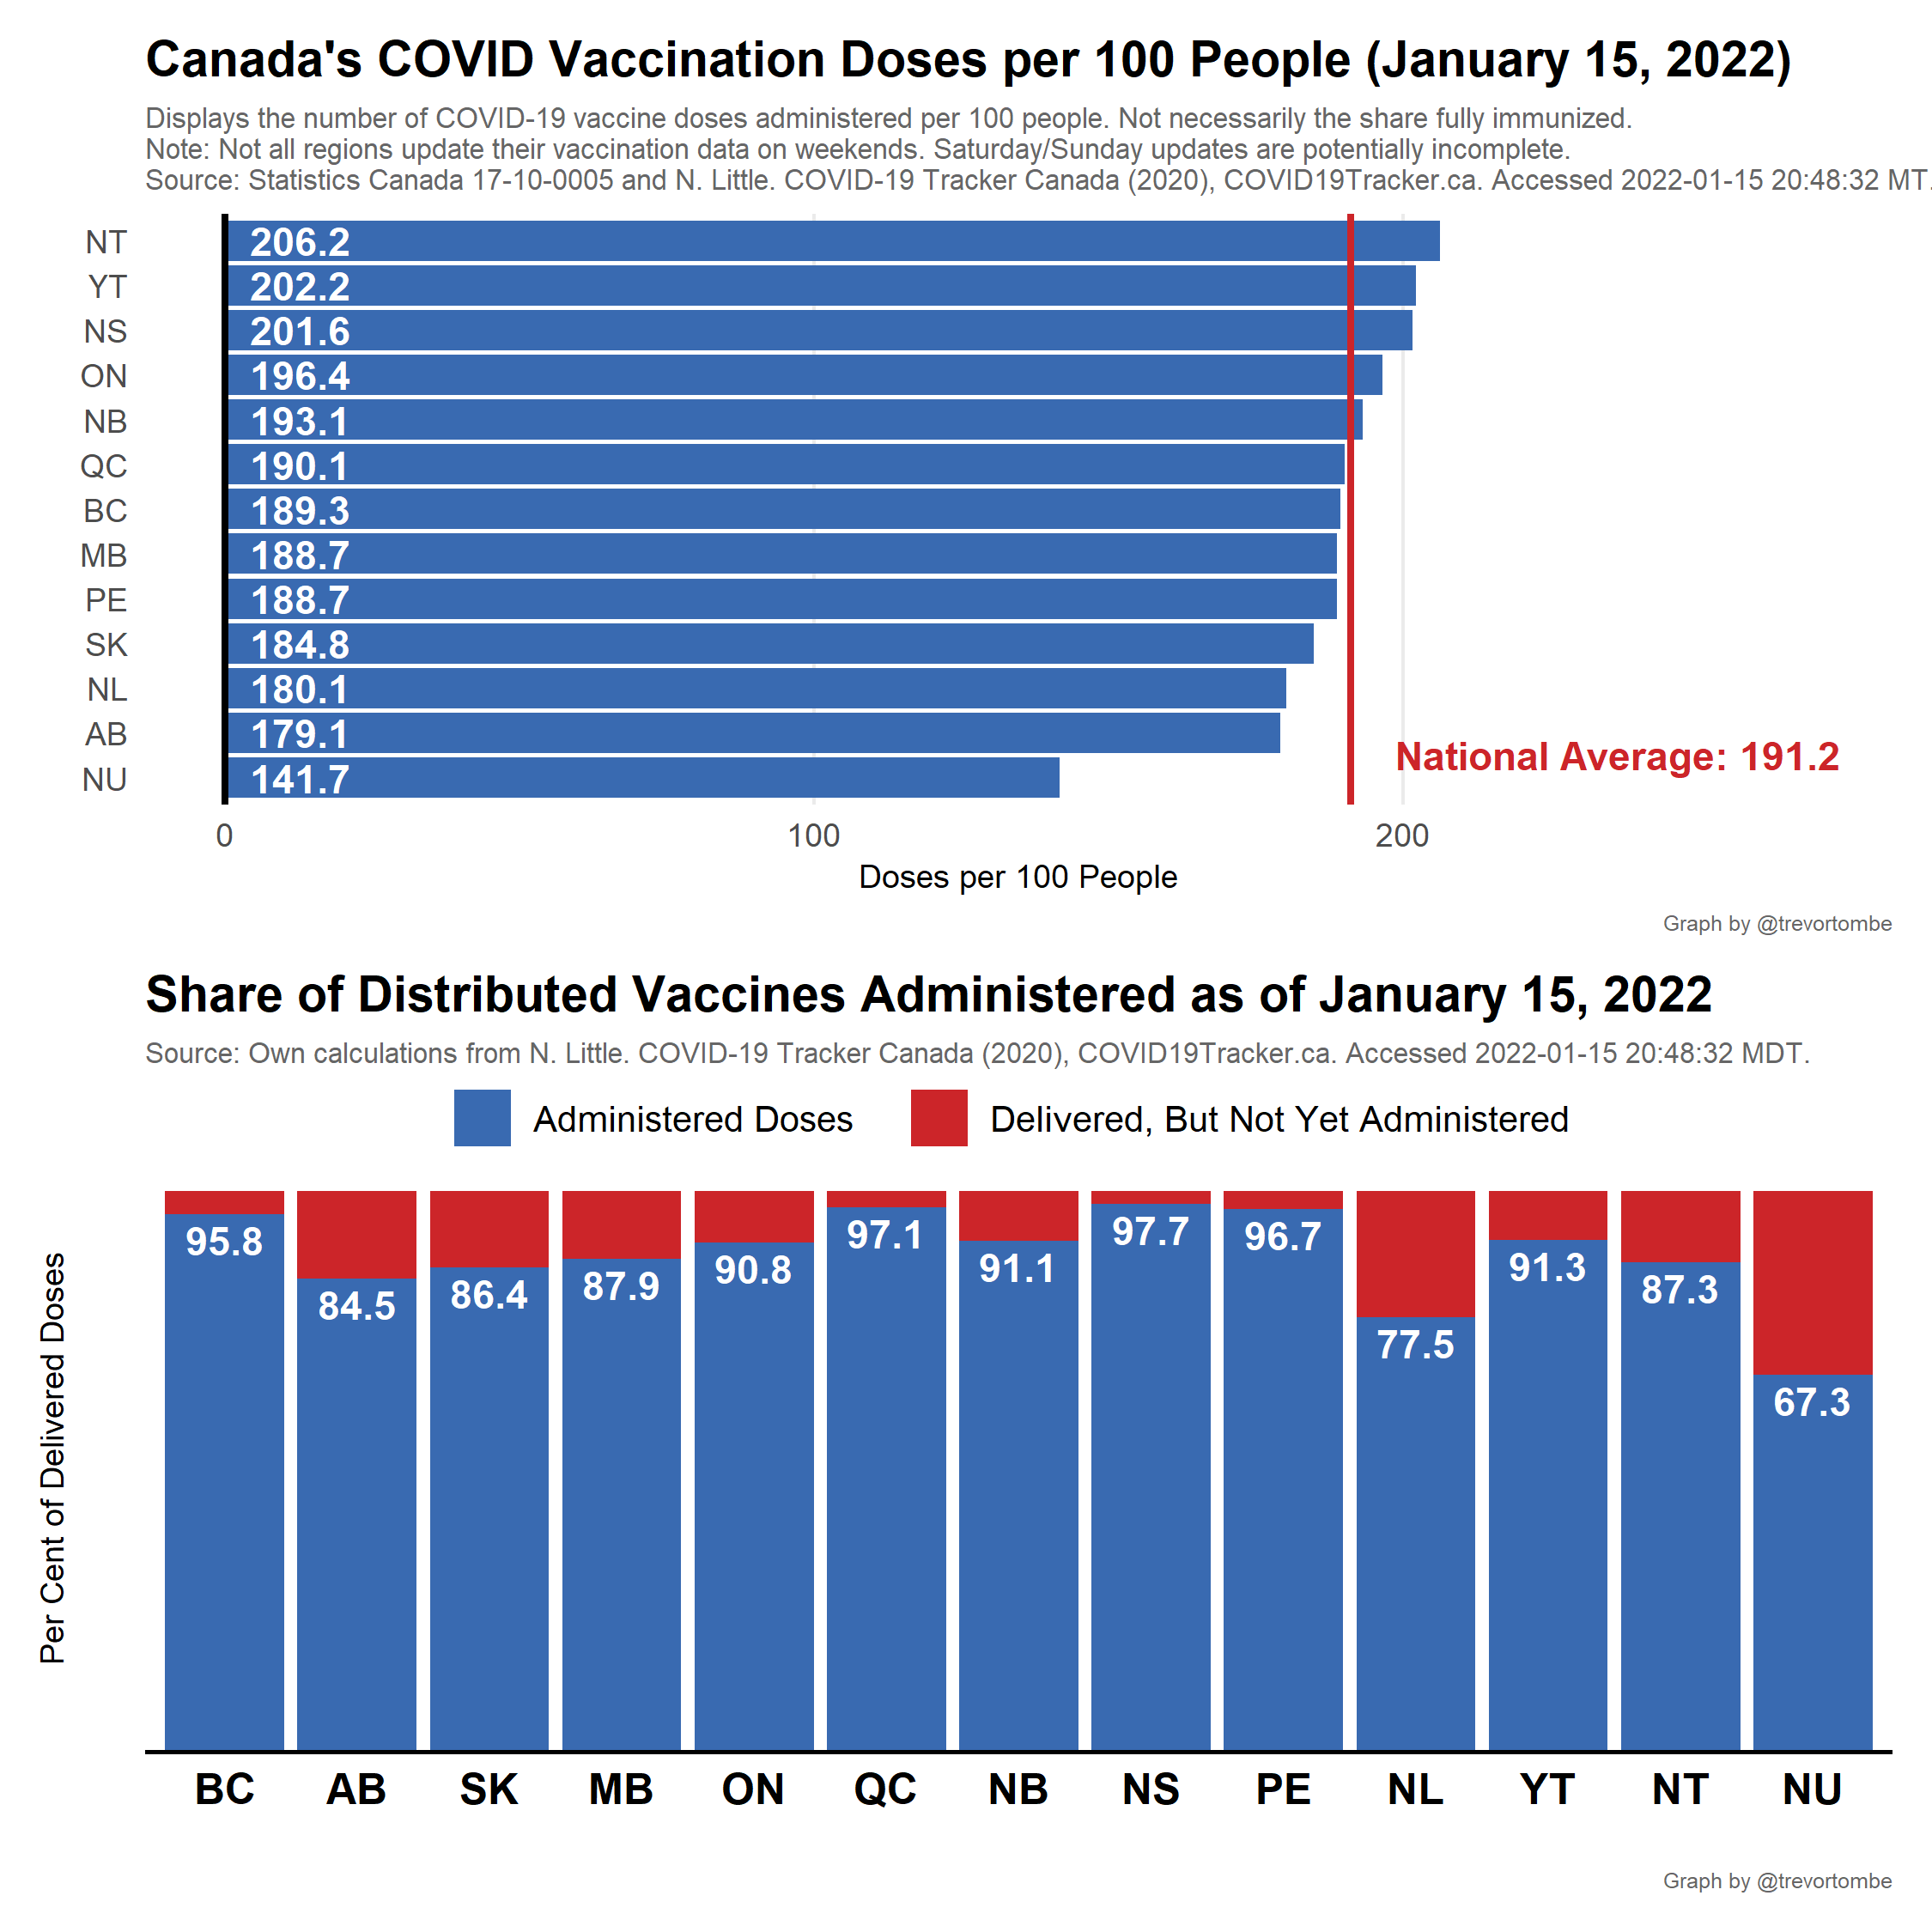 Canada's COVID Vaccination Doses per 100 People (January 15, 2022)
Displays the number of COVID-19 vaccine doses administered per 100 people. Not necessarily the share fully immunized.
Note: Not all regions update their vaccination data on weekends. Saturday/Sunday updates are potentially incomplete.
Source: Statistics Canada 17-10-0005 and N. Little. COVID-19 Tracker Canada (2020), COVID19Tracker.ca. Accessed 2022-01-15 20:48:32 MT.
NT 206.2
YT 202.2
NS 201.6
ON 196.4
NB 193.1
QC 190.1
BC 189.3
MB 188.7
PE 188.7
SK 184.8
NL 180.1
AB 179.1
National Average: 191.2
NU 141.7
0 100 200
Doses per 100 People
Graph by @trevortombe
Share of Distributed Vaccines Administered as of January 15, 2022
Source: Own calculations from N. Little. COVID-19 Tracker Canada (2020), COVID19Tracker.ca. Accessed 2022-01-15 20:48:32 MDT.
Administered Doses Delivered, But Not Yet Administered
Per Cent of Delivered Doses
95.8 84.5 86.4 87.9 90.8 97.1 91.1 97.7 96.7 77.5 91.3 87.3 67.3
BC AB SK MB ON QC NB NS PE NL YT NT NU
Graph by @trevortombe